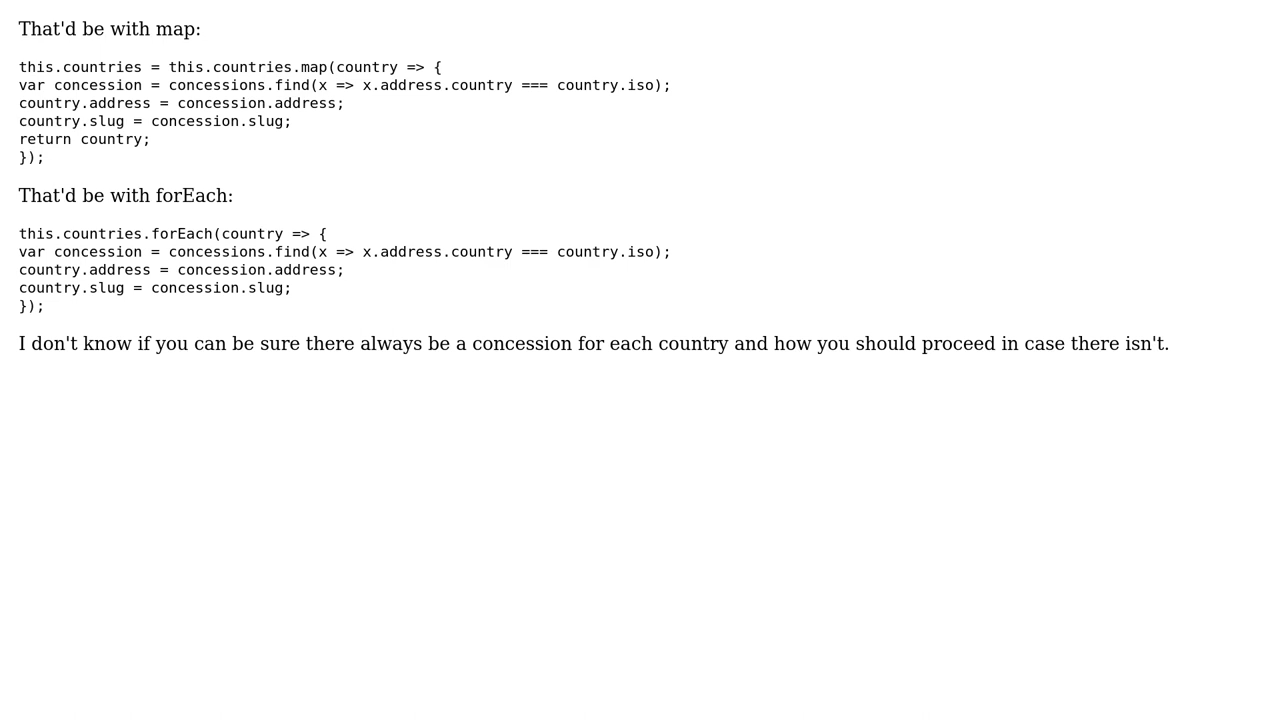 That'd be with map:
this.countries = this.countries.map(country => {
var concession = concessions.find(x => x.address.country === country.iso);
country.address = concession.address;
country.slug = concession.slug;
return country;
});
That'd be with forEach:
this.countries.forEach(country => {
var concession = concessions.find(x => x.address.country === country.iso);
country.address = concession.address;
country.slug = concession.slug;
});
I don't know if you can be sure there always be a concession for each country and how you should proceed in case there isn't.